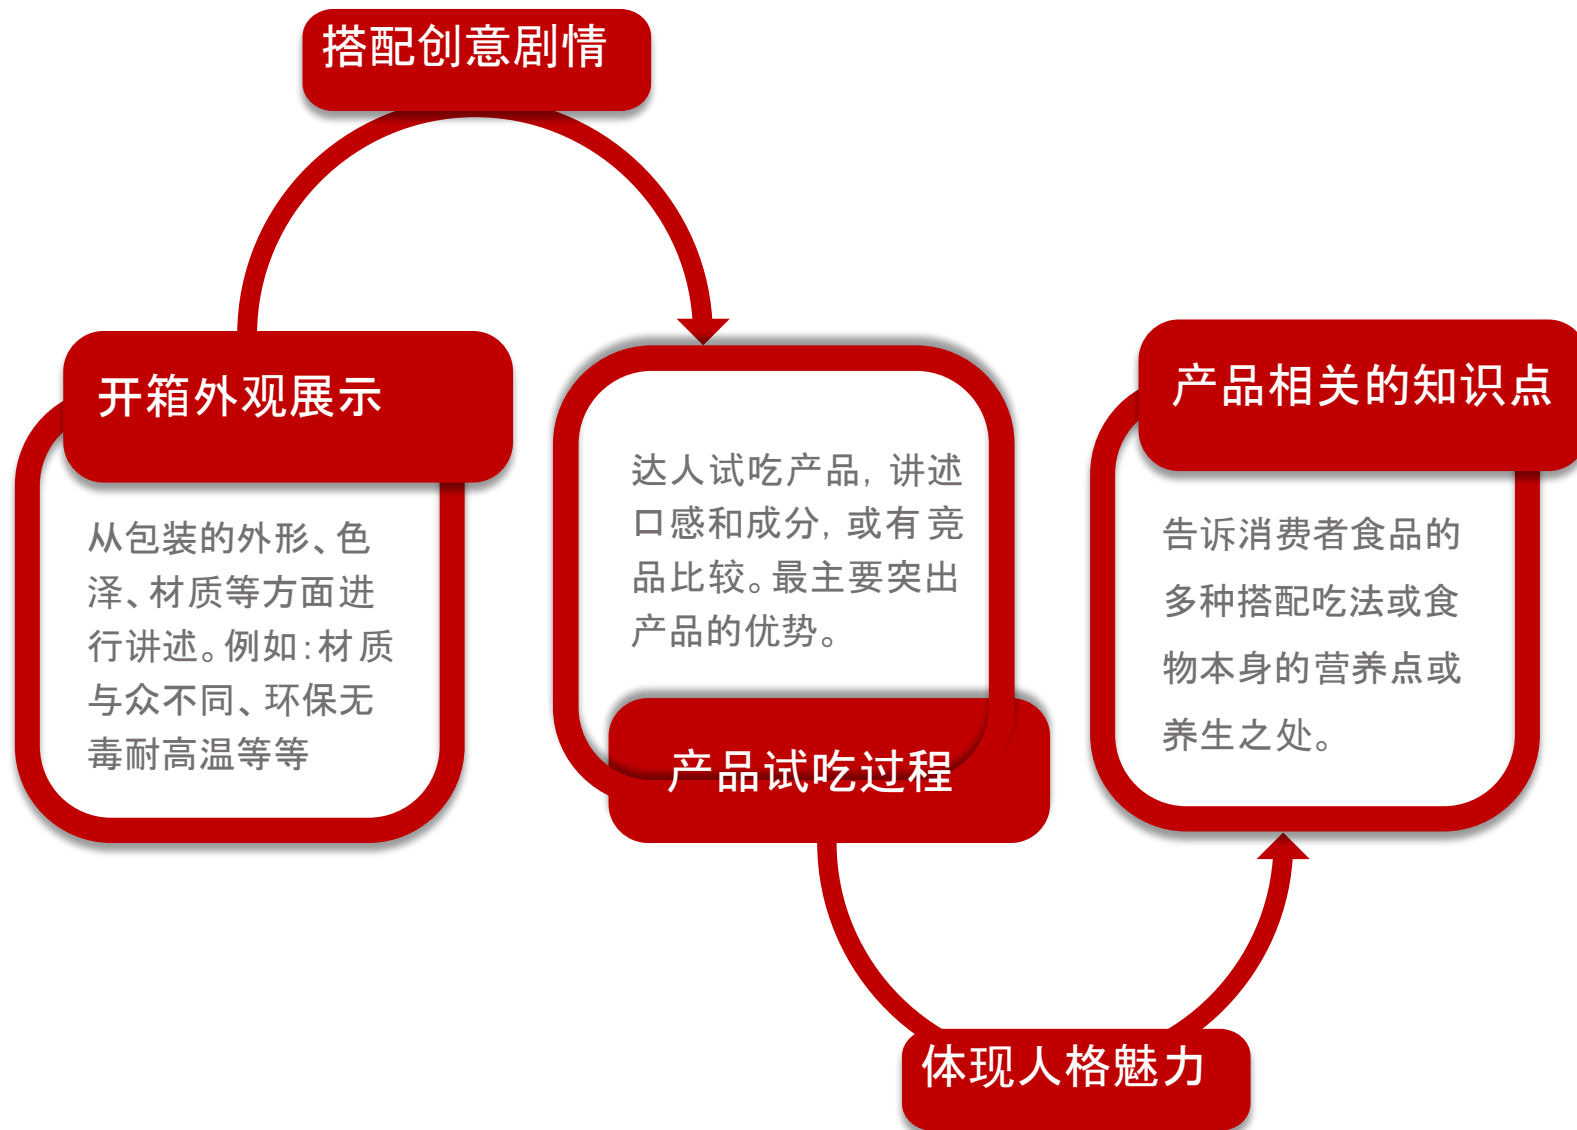 搭配创意剧情
开箱外观展示
从包装的外形、色
泽、材质等方面进
行讲述。例如:材质
与众不同、环保无
毒耐高温等等
达人试吃产品, 讲述
口感和成分, 或有竞
品比较。最主要突出
产品的优势。
产品试吃过程
产品相关的知识点
告诉消费者食品的
多种搭配吃法或食
物本身的营养点或
养生之处。
体现人格魅力